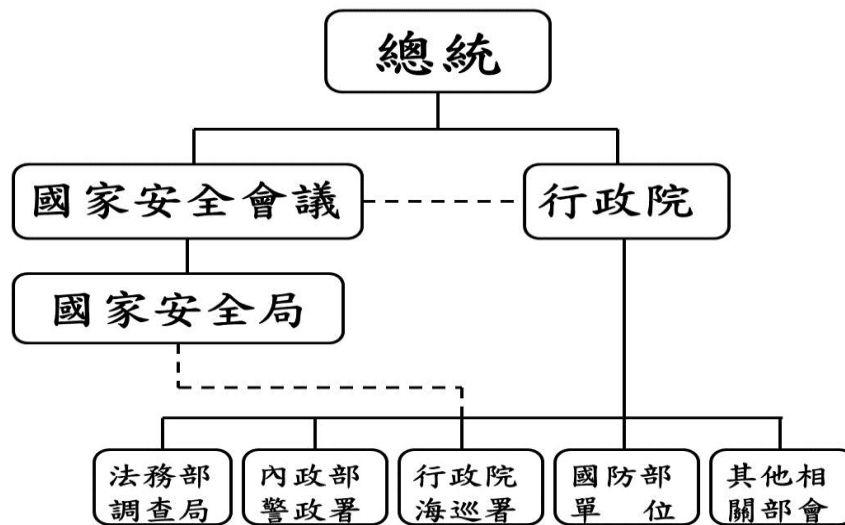 總統
國家安全會議
行政院
國家安全局
法務部
調查局
內政部
警政署
行政院
海巡署
國防部
單位
其他相
關部會